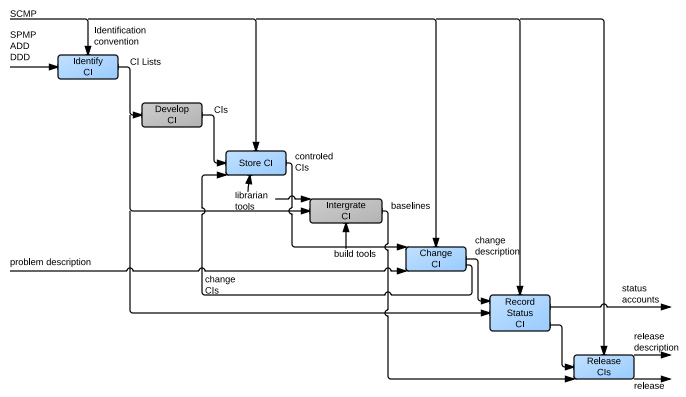 SCMP
Identification
convention
SPMP
ADD
DDD
Identify
CI
CI Lists
Develop
CI
CIs
Store CI
controled
CIs
librarian
tools
Intergrate
CI
baselines
build tools
problem description
Change
CI
change
description
change
CIs
Record
Status
CI
status
accounts
Release
CIs
release
description
release